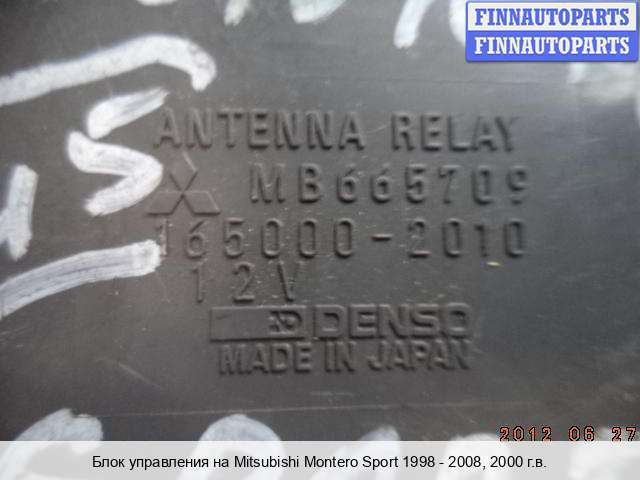 FINNAUTOPARTS
FINNAUTOPARTS
ANTENNA RELAY
MB665709
165000-2010
12V
DENSO
MADE IN JAPAN
2012 06 27
Блок управления на Mitsubishi Montero Sport 1998 - 2008, 2000 г.в.